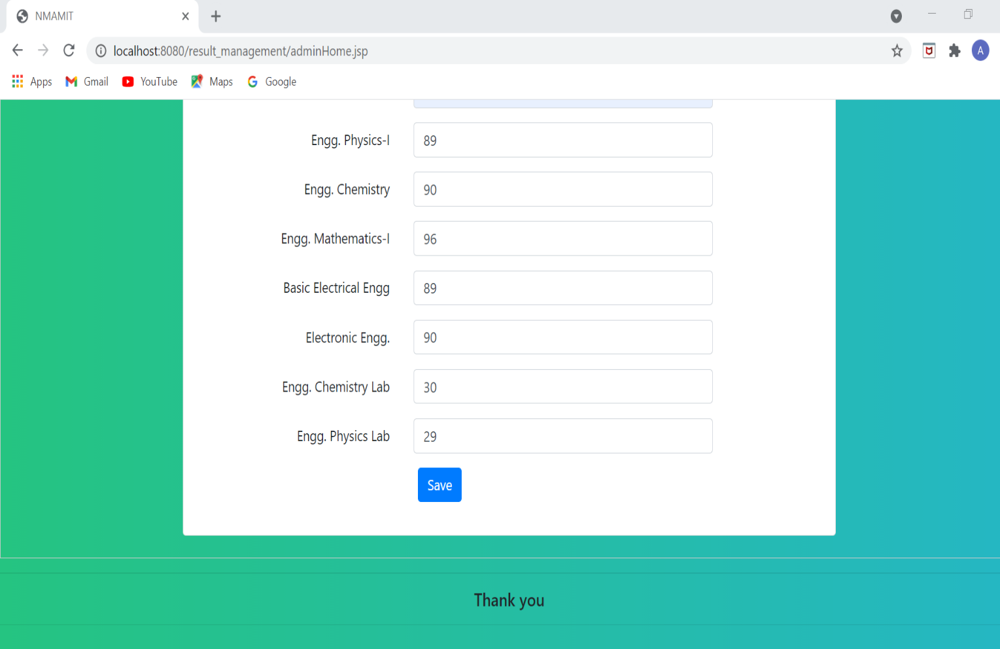 NMAMIT
localhost:8080/result_management/adminHome.jsp
A
Apps Gmail YouTube Maps G Google
Engg. Physics-I 89
Engg. Chemistry 90
Engg. Mathematics-I 96
Basic Electrical Engg 89
Electronic Engg. 90
Engg. Chemistry Lab 30
Engg. Physics Lab 29
Save
Thank you